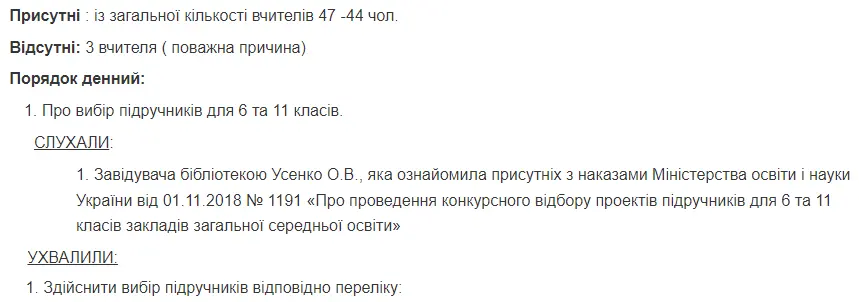 Присутні : із загальної кількості вчителів 47 -44 чол.
Відсутні: 3 вчителя ( поважна причина)
Порядок денний:
1. Про вибір підручників для 6 та 11 класів.
СЛУХАЛИ:
1. Завідувача бібліотекою Усенко О.В., яка ознайомила присутніх з наказами Міністерства освіти і науки
України від 01.11.2018 № 1191 «Про проведення конкурсного відбору проектів підручників для 6 та 11
класів закладів загальної середньої освіти»
УХВАЛИЛИ:
1. Здійснити вибір підручників відповідно переліку: